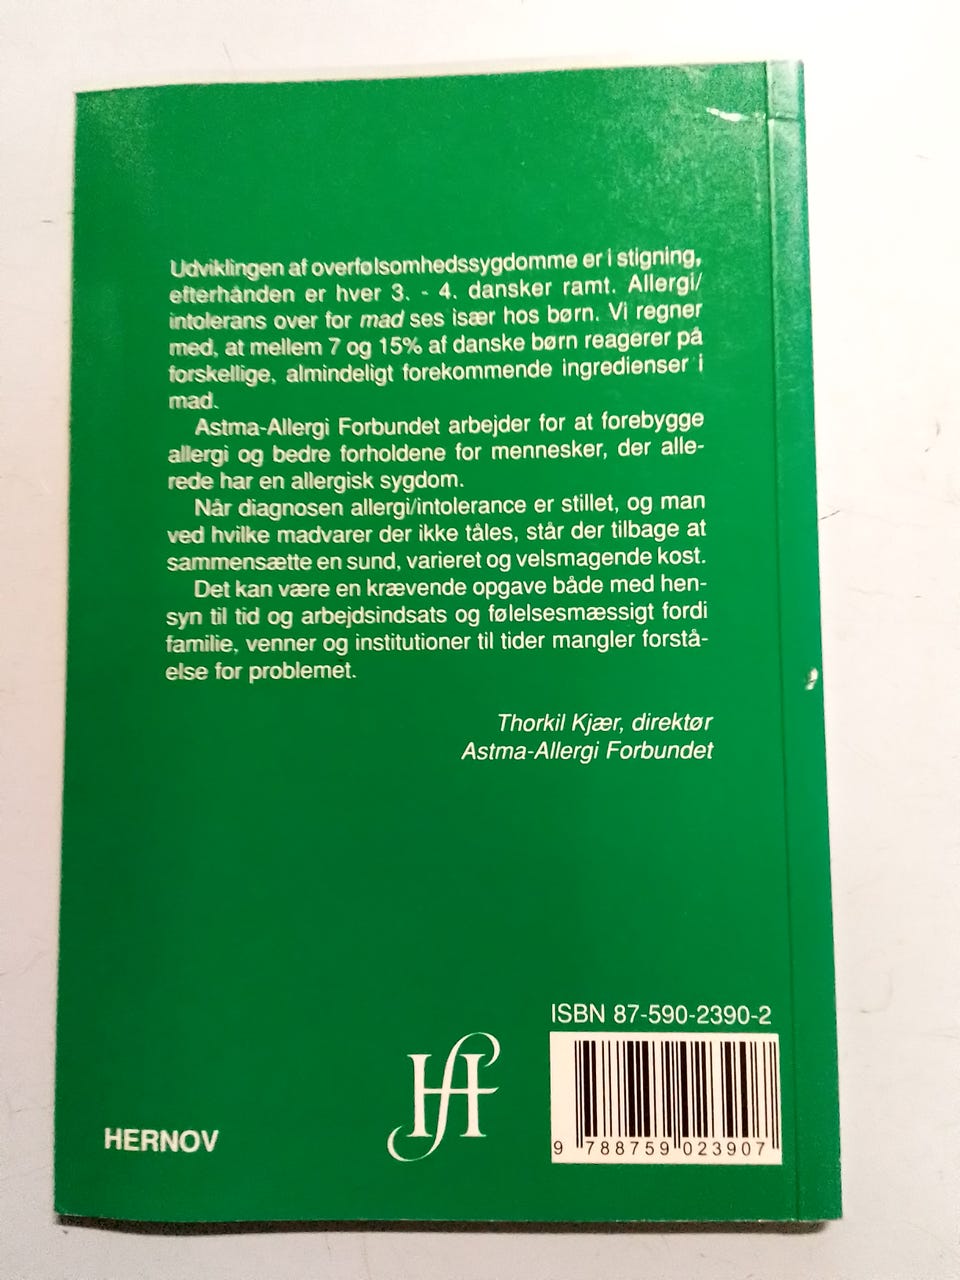 Udviklingen af overfølsomhedssygdomme er i stigning,
efterhånden er hver 3. - 4. dansker ramt. Allergi/
intolerans over for mad ses især hos børn. Vi regner
med, at mellem 7 og 15% af danske børn reagerer på
forskellige, almindeligt forekommende ingredienser i
mad.
Astma-Allergi Forbundet arbejder for at forebygge
allergi og bedre forholdene for mennesker, der alle-
rede har en allergisk sygdom.
Når diagnosen allergi/intolerance er stillet, og man
ved hvilke madvarer der ikke tåles, står der tilbage at
sammensætte en sund, varieret og velsmagende kost.
Det kan være en krævende opgave både med hen-
syn til tid og arbejdsindsats og følelsesmæssigt fordi
familie, venner og institutioner til tider mangler forstå-
else for problemet.
Thorkil Kjær, direktør
Astma-Allergi Forbundet
ISBN 87-590-2390-2
HERNOV
HF
9 788759 023907